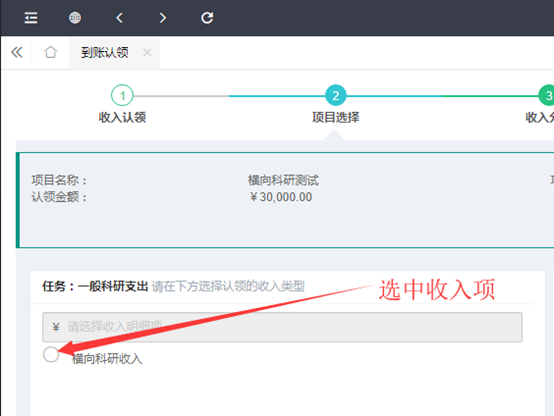 到账认领
1
2
3
收入认领
项目选择
收入分
项目名称：
横向科研测试
认领金额：
￥30,000.00
任务：一般科研支出 请在下方选择认领的收入类型
选中收入项
¥ 请选择收入明细项
横向科研收入